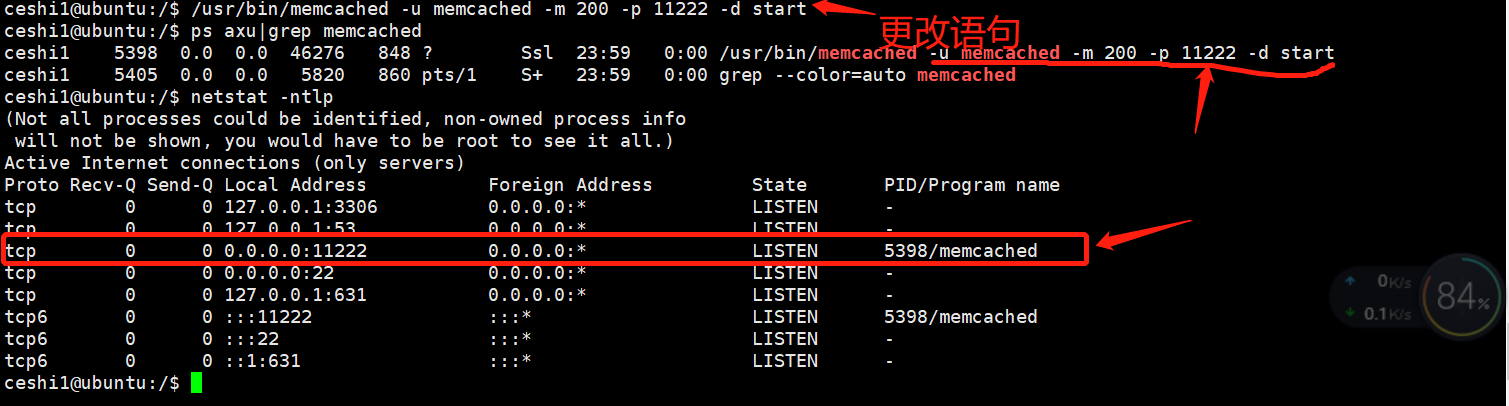 ceshi1@ubuntu:/$ /usr/bin/memcached -u memcached -m 200 -p 11222 -d start
更改语句
ceshi1@ubuntu:/$ ps axu|grep memcached
ceshi1    5398  0.0  0.0  46276   848 ?        Ssl  23:59   0:00 /usr/bin/memcached -u memcached -m 200 -p 11222 -d start
ceshi1    5405  0.0  0.0   5820   860 pts/1    S+   23:59   0:00 grep --color=auto memcached
ceshi1@ubuntu:/$ netstat -ntlp
(Not all processes could be identified, non-owned process info
 will not be shown, you would have to be root to see it all.)
Active Internet connections (only servers)
Proto Recv-Q Send-Q Local Address           Foreign Address         State       PID/Program name
tcp        0      0 127.0.0.1:3306          0.0.0.0:*               LISTEN      -
tcp        0      0 127.0.1.1:53            0.0.0.0:*               LISTEN      -
tcp        0      0 0.0.0.0:11222           0.0.0.0:*               LISTEN      5398/memcached
tcp        0      0 0.0.0.0:22              0.0.0.0:*               LISTEN      -
tcp        0      0 127.0.0.1:631           0.0.0.0:*               LISTEN      -
tcp6       0      0 :::11222                :::*                    LISTEN      5398/memcached
tcp6       0      0 :::22                   :::*                    LISTEN      -
tcp6       0      0 ::1:631                 :::*                    LISTEN      -
ceshi1@ubuntu:/$
0K/s
0.1K/s
84%